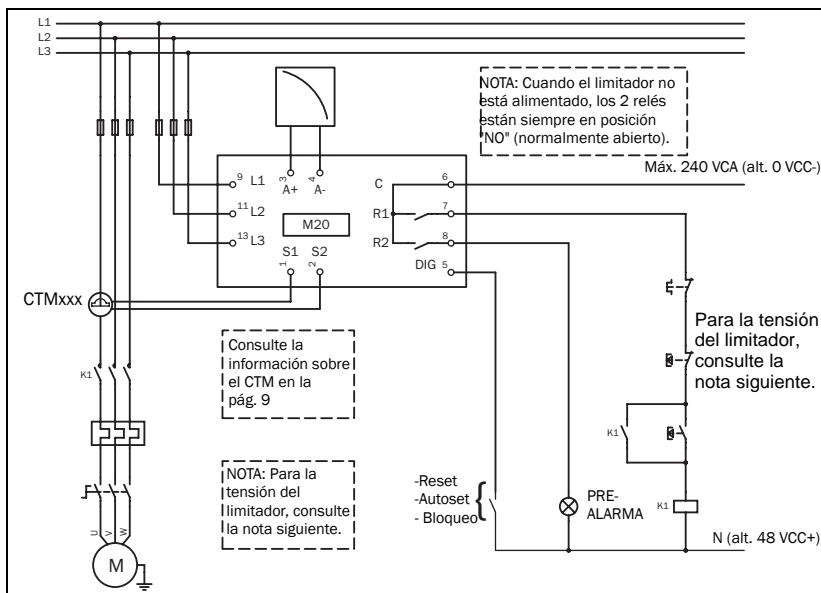 L1
L2
L3
NOTA: Cuando el limitador no
está alimentado, los 2 relés
están siempre en posición
"NO" (normalmente abierto).
Máx. 240 VCA (alt. 0 VCC-)
9 L1
3
A+
4
A-
C
6
11 L2
M20
R1
7
13 L3
R2
8
S1
S2
1
2
DIG 5
CTMxxx
Consulte la
información sobre
el CTM en la
pág. 9
Para la tensión
del limitador,
consulte la
nota siguiente.
K1
K1
NOTA: Para la
tensión del
limitador, consulte
la nota siguiente.
-Reset
-Autoset
- Bloqueo
PRE-
ALARMA
K1
U
V
W
M
N (alt. 48 VCC+)